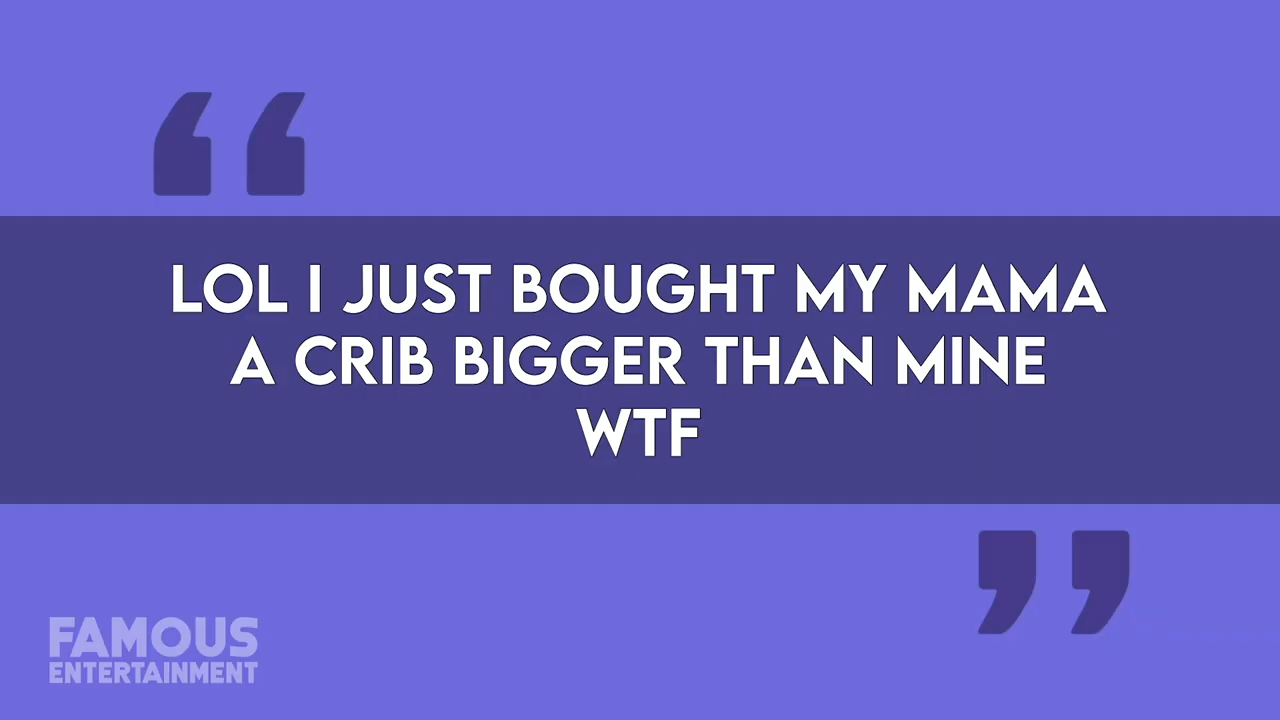 LOL I JUST BOUGHT MY MAMA
A CRIB BIGGER THAN MINE
WTF
FAMOUS
ENTERTAINMENT